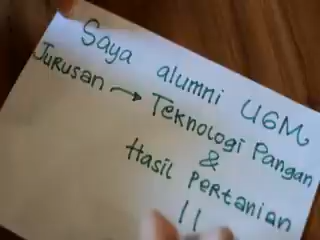 Saya alumni UGM
Jurusan → Teknologi Pangan
&
Hasil Pertanian
!!